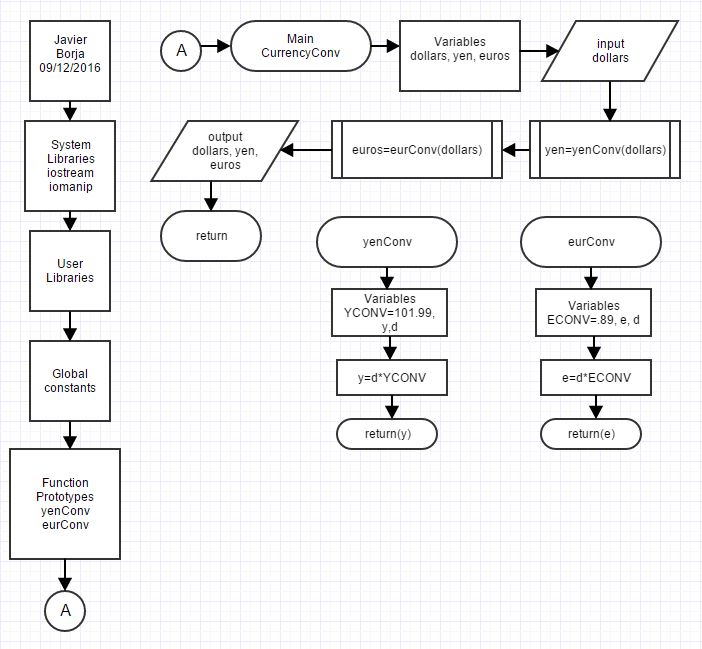 Javier
Borja
09/12/2016
System
Libraries
iostream
iomanip
User
Libraries
Global
constants
Function
Prototypes
yenConv
eurConv
A
A
Main
CurrencyConv
Variables
dollars, yen, euros
input
dollars
yen=yenConv(dollars)
euros=eurConv(dollars)
output
dollars, yen,
euros
return
yenConv
Variables
YCONV=101.99,
y,d
y=d*YCONV
return(y)
eurConv
Variables
ECONV=.89, e, d
e=d*ECONV
return(e)